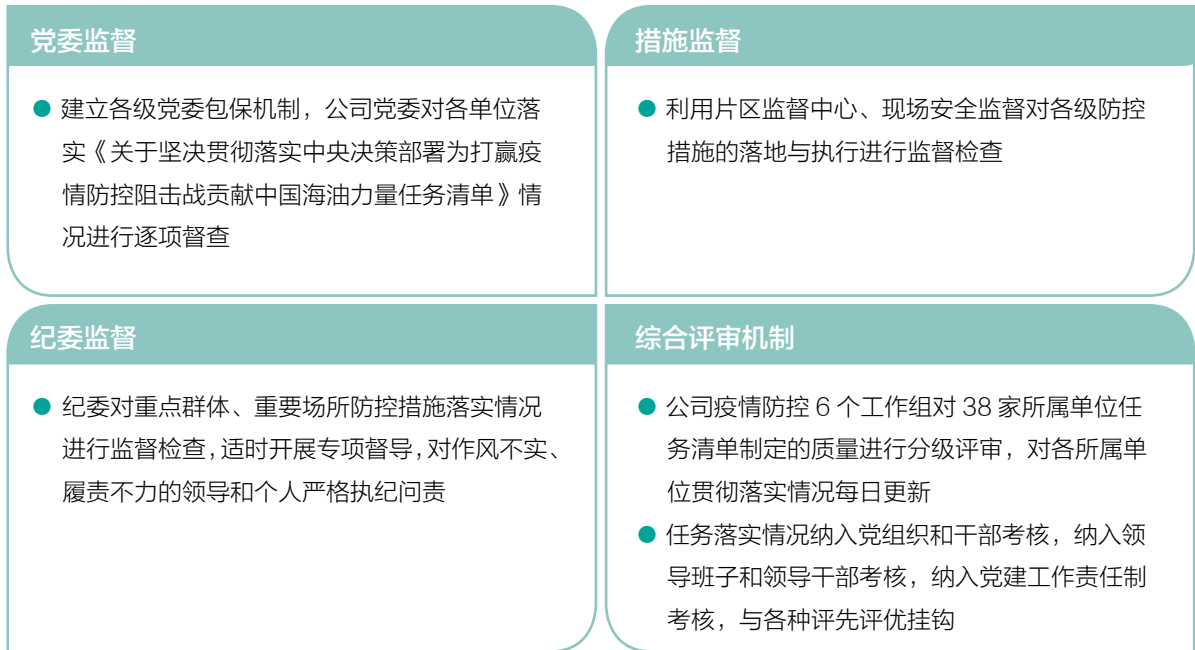 党委监督
● 建立各级党委包保机制，公司党委对各单位落
实《关于坚决贯彻落实中央决策部署为打赢疫
情防控阻击战贡献中国海油力量任务清单》情
况进行逐项督查
措施监督
● 利用片区监督中心、现场安全监督对各级防控
措施的落地与执行进行监督检查
纪委监督
● 纪委对重点群体、重要场所防控措施落实情况
进行监督检查，适时开展专项督导，对作风不实、
履责不力的领导和个人严格执纪问责
综合评审机制
● 公司疫情防控 6 个工作组对 38 家所属单位任
务清单制定的质量进行分级评审，对各所属单
位贯彻落实情况每日更新
● 任务落实情况纳入党组织和干部考核，纳入领
导班子和领导干部考核，纳入党建工作责任制
考核，与各种评先评优挂钩